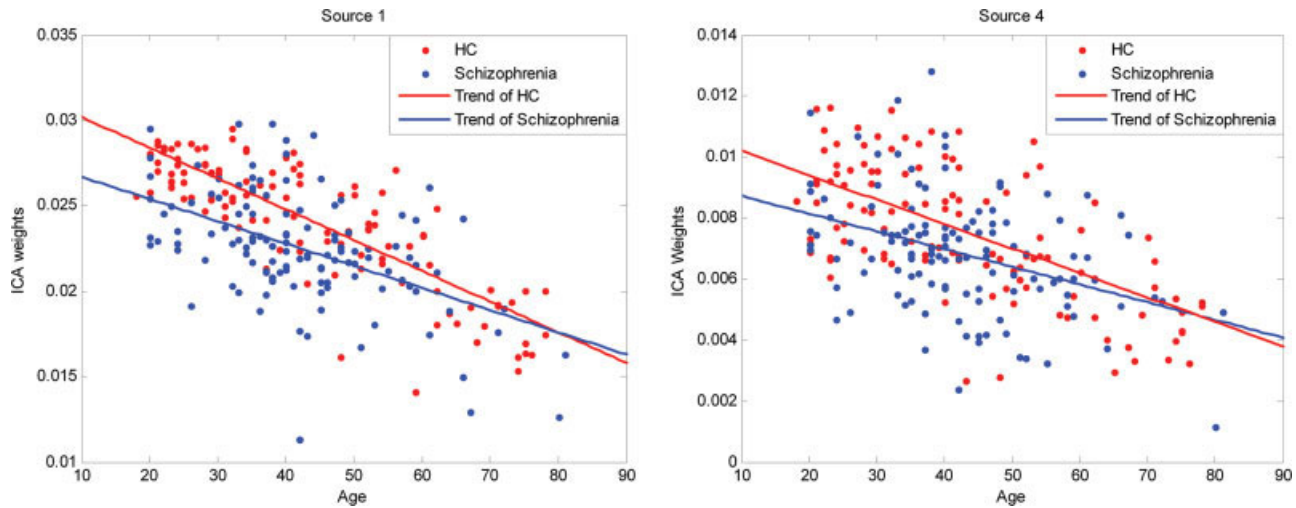 Source 1
0.035
0.03
0.025
0.02
0.015
0.01
ICA weights
10 20 30 40 50 60 70 80 90
Age
HC
Schizophrenia
Trend of HC
Trend of Schizophrenia
Source 4
0.014
0.012
0.01
0.008
0.006
0.004
0.002
0
ICA Weights
10 20 30 40 50 60 70 80 90
Age
HC
Schizophrenia
Trend of HC
Trend of Schizophrenia